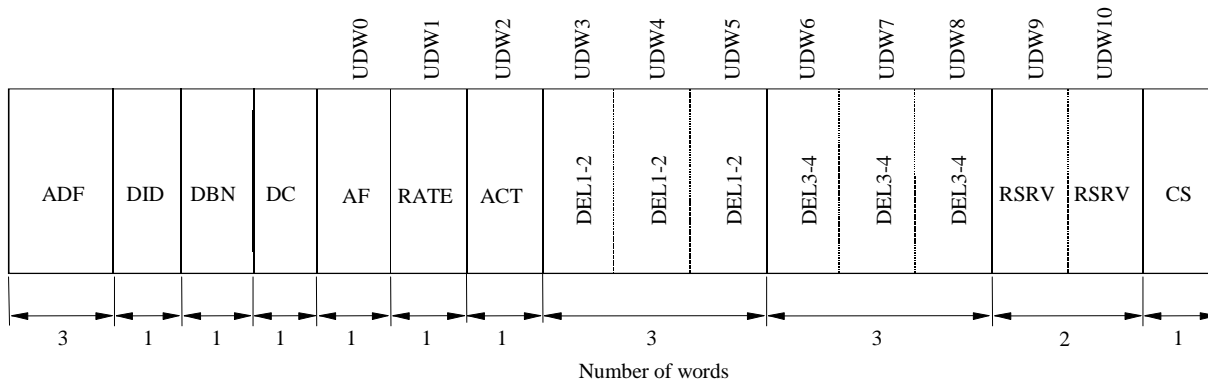 UDW0 UDW1 UDW2 UDW3 UDW4 UDW5 UDW6 UDW7 UDW8 UDW9 UDW10
ADF DID DBN DC AF RATE ACT DEL1-2 DEL1-2 DEL1-2 DEL3-4 DEL3-4 DEL3-4 RSRV RSRV CS
3 1 1 1 1 1 1 3 3 2 1
Number of words